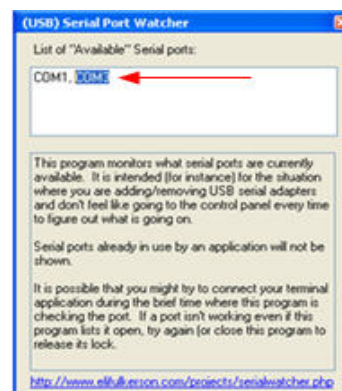 (USB) Serial Port Watcher
List of "Available" Serial ports:
COM1, COM3
This program monitors what serial ports are currently
available. It is intended (for instance) for the situation
where you are adding/removing USB serial adapters
and don't feel like going to the control panel every time
to figure out what is going on.
Serial ports already in use by an application will not be
shown.
It is possible that you might try to connect your terminal
application during the brief time where this program is
checking the port. If a port isn't working even if this
program lists it open, try again (or close this program to
release its lock.
http://www.elifulkerson.com/projects/serialwatcher.php